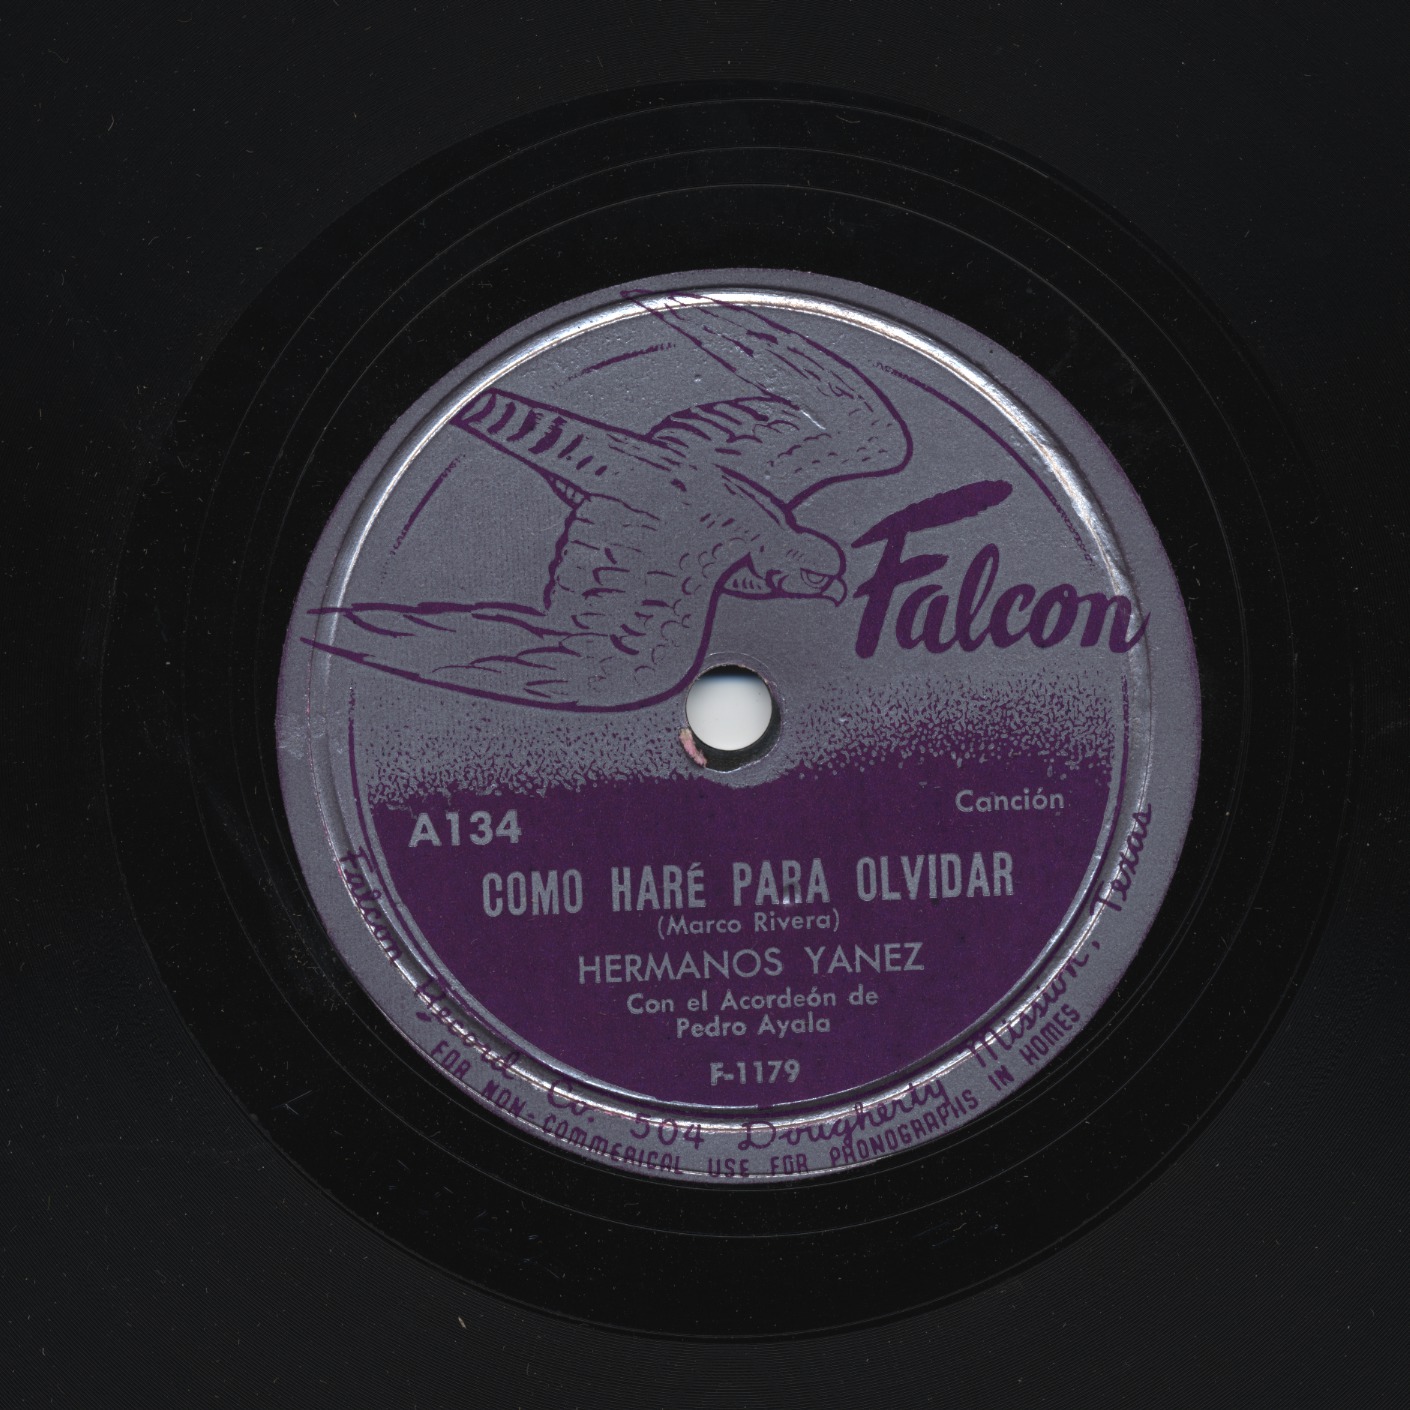 Falcon
Canción
A134
COMO HARÉ PARA OLVIDAR
(Marco Rivera)
HERMANOS YANEZ
Con el Acordeón de
Pedro Ayala
F-1179
Falcon Record Co. 504 Dougherty Mission, Texas
FOR NON-COMMERICAL USE FOR PHONOGRAPHS IN HOMES